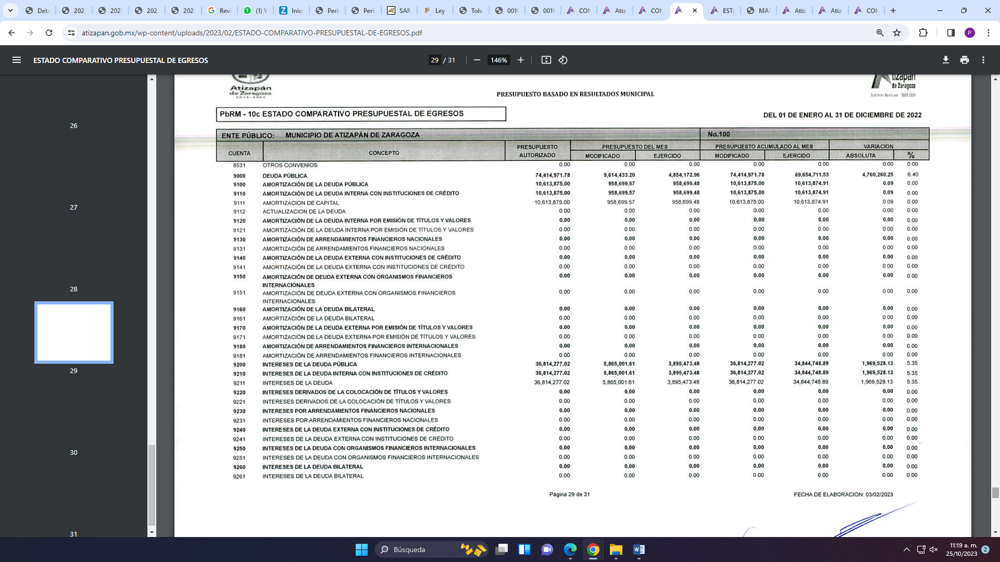 Deta
2023
2023
2023
2023
Revi
(1) W
Inici
Peri
Peri
SAR
Ley
Tolu
0019
0019
CON
Atiz
CON
ESTA
MAN
Atiz
Atiz
CON
atizapan.gob.mx/wp-content/uploads/2023/02/ESTADO-COMPARATIVO-PRESUPUESTAL-DE-EGRESOS.pdf
P
ESTADO COMPARATIVO PRESUPUESTAL DE EGRESOS
29 / 31
146%
26
27
28
29
30
31
Atizapán
de Zaragoza
tizapán
de Zaragoza
Gobierno Municipal · 2022-2024
PRESUPUESTO BASADO EN RESULTADOS MUNICIPAL
PbRM - 10c ESTADO COMPARATIVO PRESUPUESTAL DE EGRESOS
DEL 01 DE ENERO AL 31 DE DICIEMBRE DE 2022
ENTE PÚBLICO: MUNICIPIO DE ATIZAPÁN DE ZARAGOZA No.100
CUENTA CONCEPTO PRESUPUESTO AUTORIZADO PRESUPUESTO DEL MES PRESUPUESTO ACUMULADO AL MES VARIACION
MODIFICADO EJERCIDO MODIFICADO EJERCIDO ABSOLUTA %
8531 OTROS CONVENIOS 0.00 0.00 0.00 0.00 0.00 0.00 0.00
9000 DEUDA PÚBLICA 74,414,971.78 9,614,433.20 4,854,172.96 74,414,971.78 69,654,711.53 4,760,260.25 6.40
9100 AMORTIZACIÓN DE LA DEUDA PÚBLICA 10,613,875.00 958,699.57 958,699.48 10,613,875.00 10,613,874.91 0.09 0.00
9110 AMORTIZACIÓN DE LA DEUDA INTERNA CON INSTITUCIONES DE CRÉDITO 10,613,875.00 958,699.57 958,699.48 10,613,875.00 10,613,874.91 0.09 0.00
9111 AMORTIZACION DE CAPITAL 10,613,875.00 958,699.57 958,699.48 10,613,875.00 10,613,874.91 0.09 0.00
9112 ACTUALIZACION DE LA DEUDA 0.00 0.00 0.00 0.00 0.00 0.00 0.00
9120 AMORTIZACIÓN DE LA DEUDA INTERNA POR EMISIÓN DE TÍTULOS Y VALORES 0.00 0.00 0.00 0.00 0.00 0.00 0.00
9121 AMORTIZACIÓN DE LA DEUDA INTERNA POR EMISIÓN DE TÍTULOS Y VALORES 0.00 0.00 0.00 0.00 0.00 0.00 0.00
9130 AMORTIZACIÓN DE ARRENDAMIENTOS FINANCIEROS NACIONALES 0.00 0.00 0.00 0.00 0.00 0.00 0.00
9131 AMORTIZACIÓN DE ARRENDAMIENTOS FINANCIEROS NACIONALES 0.00 0.00 0.00 0.00 0.00 0.00 0.00
9140 AMORTIZACIÓN DE LA DEUDA EXTERNA CON INSTITUCIONES DE CRÉDITO 0.00 0.00 0.00 0.00 0.00 0.00 0.00
9141 AMORTIZACIÓN DE LA DEUDA EXTERNA CON INSTITUCIONES DE CRÉDITO 0.00 0.00 0.00 0.00 0.00 0.00 0.00
9150 AMORTIZACIÓN DE DEUDA EXTERNA CON ORGANISMOS FINANCIEROS 0.00 0.00 0.00 0.00 0.00 0.00 0.00
INTERNACIONALES
9151 AMORTIZACIÓN DE DEUDA EXTERNA CON ORGANISMOS FINANCIEROS 0.00 0.00 0.00 0.00 0.00 0.00 0.00
INTERNACIONALES
9160 AMORTIZACIÓN DE LA DEUDA BILATERAL 0.00 0.00 0.00 0.00 0.00 0.00 0.00
9161 AMORTIZACIÓN DE LA DEUDA BILATERAL 0.00 0.00 0.00 0.00 0.00 0.00 0.00
9170 AMORTIZACIÓN DE LA DEUDA EXTERNA POR EMISIÓN DE TÍTULOS Y VALORES 0.00 0.00 0.00 0.00 0.00 0.00 0.00
9171 AMORTIZACIÓN DE LA DEUDA EXTERNA POR EMISIÓN DE TÍTULOS Y VALORES 0.00 0.00 0.00 0.00 0.00 0.00 0.00
9180 AMORTIZACIÓN DE ARRENDAMIENTOS FINANCIEROS INTERNACIONALES 0.00 0.00 0.00 0.00 0.00 0.00 0.00
9181 AMORTIZACIÓN DE ARRENDAMIENTOS FINANCIEROS INTERNACIONALES 0.00 0.00 0.00 0.00 0.00 0.00 0.00
9200 INTERESES DE LA DEUDA PÚBLICA 36,814,277.02 5,865,001.61 3,895,473.48 36,814,277.02 34,844,748.89 1,969,528.13 5.35
9210 INTERESES DE LA DEUDA INTERNA CON INSTITUCIONES DE CRÉDITO 36,814,277.02 5,865,001.61 3,895,473.48 36,814,277.02 34,844,748.89 1,969,528.13 5.35
9211 INTERESES DE LA DEUDA 36,814,277.02 5,865,001.61 3,895,473.48 36,814,277.02 34,844,748.89 1,969,528.13 5.35
9220 INTERESES DERIVADOS DE LA COLOCACIÓN DE TÍTULOS Y VALORES 0.00 0.00 0.00 0.00 0.00 0.00 0.00
9221 INTERESES DERIVADOS DE LA COLOCACIÓN DE TÍTULOS Y VALORES 0.00 0.00 0.00 0.00 0.00 0.00 0.00
9230 INTERESES POR ARRENDAMIENTOS FINANCIEROS NACIONALES 0.00 0.00 0.00 0.00 0.00 0.00 0.00
9231 INTERESES POR ARRENDAMIENTOS FINANCIEROS NACIONALES 0.00 0.00 0.00 0.00 0.00 0.00 0.00
9240 INTERESES DE LA DEUDA EXTERNA CON INSTITUCIONES DE CRÉDITO 0.00 0.00 0.00 0.00 0.00 0.00 0.00
9241 INTERESES DE LA DEUDA EXTERNA CON INSTITUCIONES DE CRÉDITO 0.00 0.00 0.00 0.00 0.00 0.00 0.00
9250 INTERESES DE LA DEUDA CON ORGANISMOS FINANCIEROS INTERNACIONALES 0.00 0.00 0.00 0.00 0.00 0.00 0.00
9251 INTERESES DE LA DEUDA CON ORGANISMOS FINANCIEROS INTERNACIONALES 0.00 0.00 0.00 0.00 0.00 0.00 0.00
9260 INTERESES DE LA DEUDA BILATERAL 0.00 0.00 0.00 0.00 0.00 0.00 0.00
9261 INTERESES DE LA DEUDA BILATERAL 0.00 0.00 0.00 0.00 0.00 0.00 0.00
Página 29 de 31
FECHA DE ELABORACION: 03/02/2023
Búsqueda
11:19 a. m.
25/10/2023
2